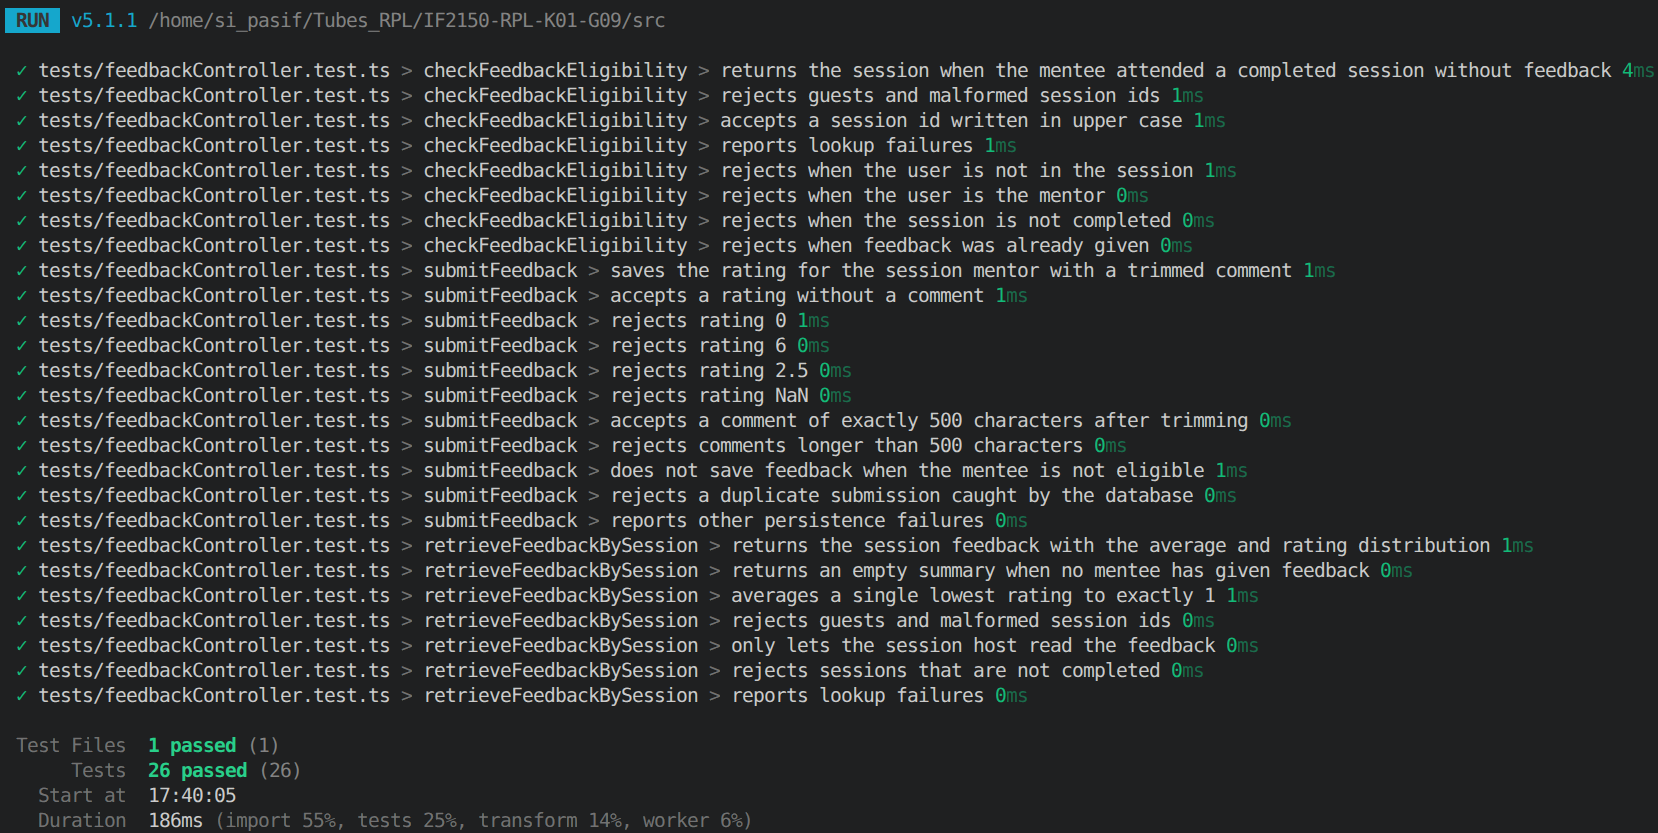 RUN v5.1.1 /home/si_pasif/Tubes_RPL/IF2150-RPL-K01-G09/src
✓ tests/feedbackController.test.ts > checkFeedbackEligibility > returns the session when the mentee attended a completed session without feedback 4ms
✓ tests/feedbackController.test.ts > checkFeedbackEligibility > rejects guests and malformed session ids 1ms
✓ tests/feedbackController.test.ts > checkFeedbackEligibility > accepts a session id written in upper case 1ms
✓ tests/feedbackController.test.ts > checkFeedbackEligibility > reports lookup failures 1ms
✓ tests/feedbackController.test.ts > checkFeedbackEligibility > rejects when the user is not in the session 1ms
✓ tests/feedbackController.test.ts > checkFeedbackEligibility > rejects when the user is the mentor 0ms
✓ tests/feedbackController.test.ts > checkFeedbackEligibility > rejects when the session is not completed 0ms
✓ tests/feedbackController.test.ts > checkFeedbackEligibility > rejects when feedback was already given 0ms
✓ tests/feedbackController.test.ts > submitFeedback > saves the rating for the session mentor with a trimmed comment 1ms
✓ tests/feedbackController.test.ts > submitFeedback > accepts a rating without a comment 1ms
✓ tests/feedbackController.test.ts > submitFeedback > rejects rating 0 1ms
✓ tests/feedbackController.test.ts > submitFeedback > rejects rating 6 0ms
✓ tests/feedbackController.test.ts > submitFeedback > rejects rating 2.5 0ms
✓ tests/feedbackController.test.ts > submitFeedback > rejects rating NaN 0ms
✓ tests/feedbackController.test.ts > submitFeedback > accepts a comment of exactly 500 characters after trimming 0ms
✓ tests/feedbackController.test.ts > submitFeedback > rejects comments longer than 500 characters 0ms
✓ tests/feedbackController.test.ts > submitFeedback > does not save feedback when the mentee is not eligible 1ms
✓ tests/feedbackController.test.ts > submitFeedback > rejects a duplicate submission caught by the database 0ms
✓ tests/feedbackController.test.ts > submitFeedback > reports other persistence failures 0ms
✓ tests/feedbackController.test.ts > retrieveFeedbackBySession > returns the session feedback with the average and rating distribution 1ms
✓ tests/feedbackController.test.ts > retrieveFeedbackBySession > returns an empty summary when no mentee has given feedback 0ms
✓ tests/feedbackController.test.ts > retrieveFeedbackBySession > averages a single lowest rating to exactly 1 1ms
✓ tests/feedbackController.test.ts > retrieveFeedbackBySession > rejects guests and malformed session ids 0ms
✓ tests/feedbackController.test.ts > retrieveFeedbackBySession > only lets the session host read the feedback 0ms
✓ tests/feedbackController.test.ts > retrieveFeedbackBySession > rejects sessions that are not completed 0ms
✓ tests/feedbackController.test.ts > retrieveFeedbackBySession > reports lookup failures 0ms
Test Files 1 passed (1)
Tests 26 passed (26)
Start at 17:40:05
Duration 186ms (import 55%, tests 25%, transform 14%, worker 6%)